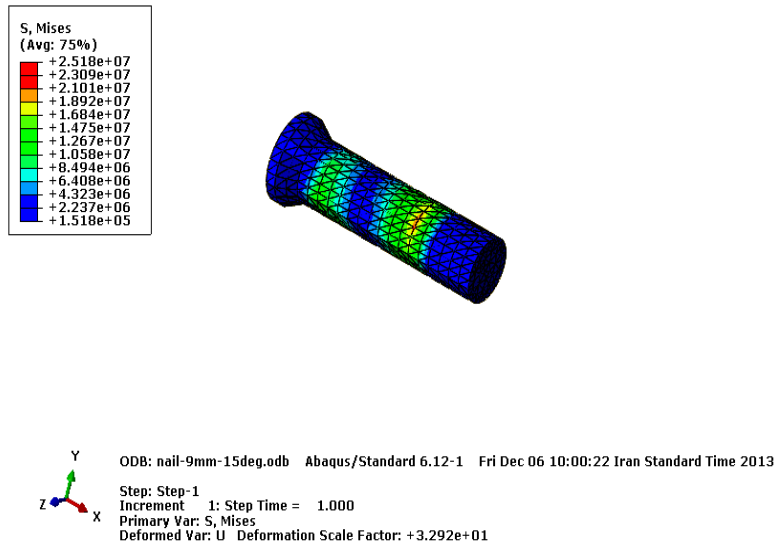 S, Mises
(Avg: 75%)
+2.518e+07
+2.309e+07
+2.101e+07
+1.892e+07
+1.684e+07
+1.475e+07
+1.267e+07
+1.058e+07
+8.494e+06
+6.408e+06
+4.323e+06
+2.237e+06
+1.518e+05
Y
Z
X
ODB: nail-9mm-15deg.odb Abaqus/Standard 6.12-1 Fri Dec 06 10:00:22 Iran Standard Time 2013
Step: Step-1
Increment 1: Step Time = 1.000
Primary Var: S, Mises
Deformed Var: U Deformation Scale Factor: +3.292e+01